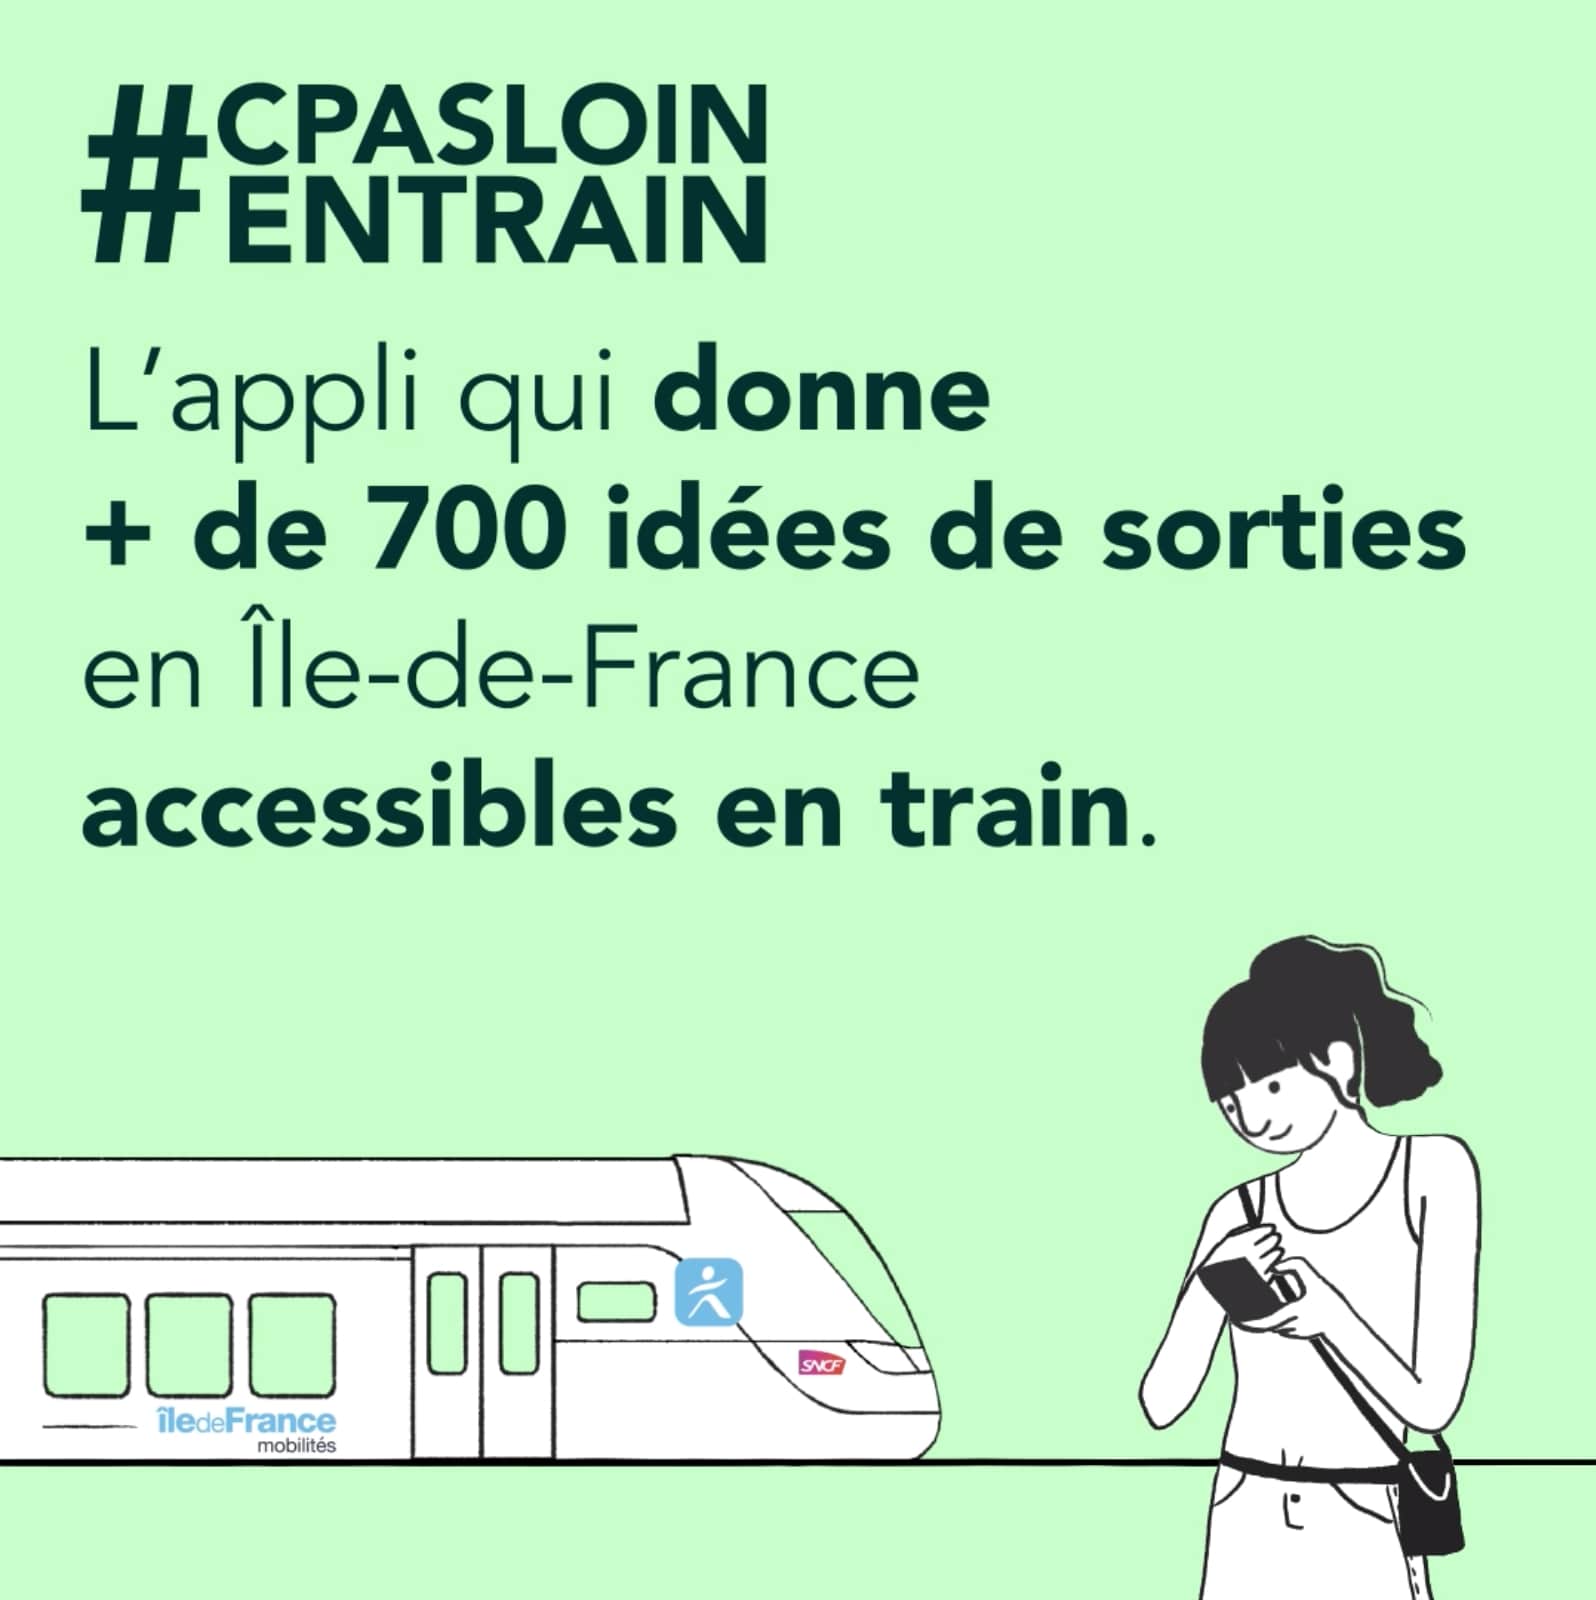 #CPASLOIN
ENTRAIN
L’appli qui donne
+ de 700 idées de sorties
en Île-de-France
accessibles en train.
SNCF
îledeFrance
mobilités